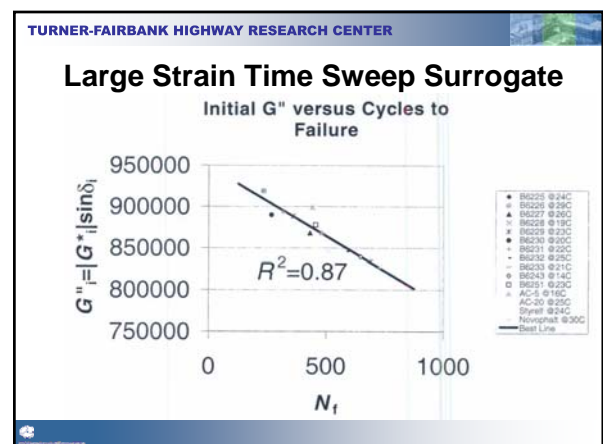 TURNER-FAIRBANK HIGHWAY RESEARCH CENTER
Large Strain Time Sweep Surrogate
Initial G" versus Cycles to
Failure
G"i=|G*i|sinδi
950000
900000
850000
800000
750000
R²=0.87
0
500
1000
Nf
B6225 @24C
B6226 @29C
B6227 @26C
B6228 @19C
B6229 @23C
B6230 @20C
B6231 @22C
B6232 @25C
B6233 @21C
B6243 @14C
B6251 @23C
AC-5 @16C
AC-20 @25C
Styrelf @24C
Novophalt @30C
Best Line